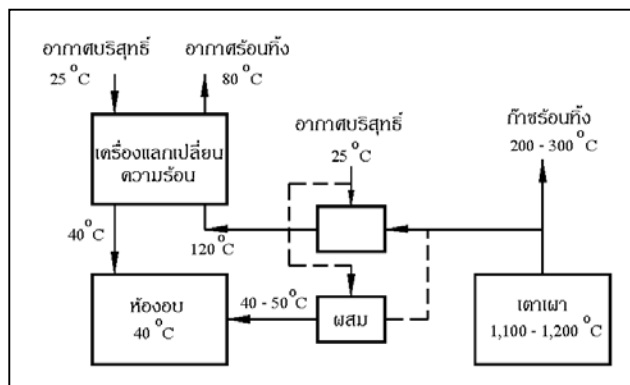 อากาศบริสุทธิ์
25 °C
อากาศร้อนทิ้ง
80 °C
เครื่องแลกเปลี่ยน
ความร้อน
อากาศบริสุทธิ์
25 °C
ก๊าซร้อนทิ้ง
200 - 300 °C
40 °C
120 °C
ห้องอบ
40 °C
40 - 50 °C
ผสม
เตาเผา
1,100 - 1,200 °C